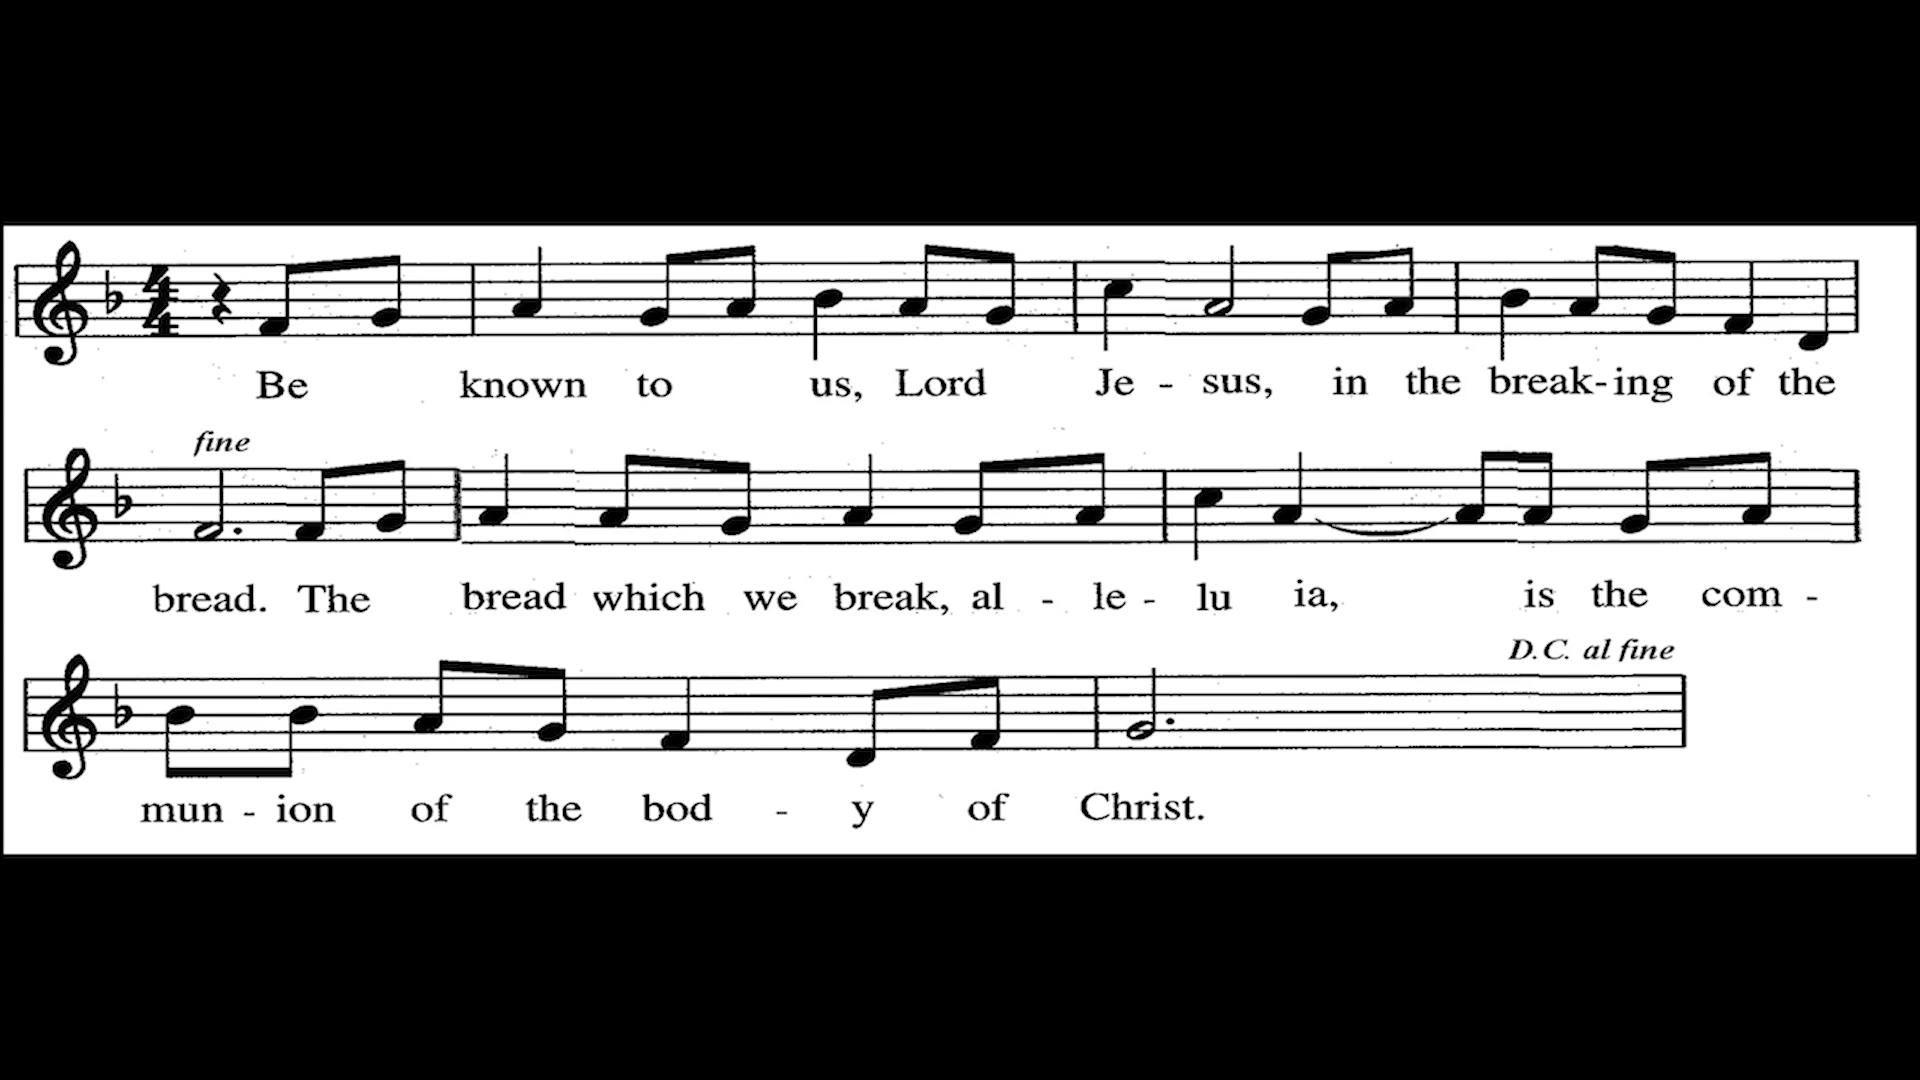 Be known to us, Lord Je - sus, in the break- ing of the
fine
bread. The bread which we break, al - le - lu ia, is the com -
D.C. al fine
mun - ion of the bod - y of Christ.